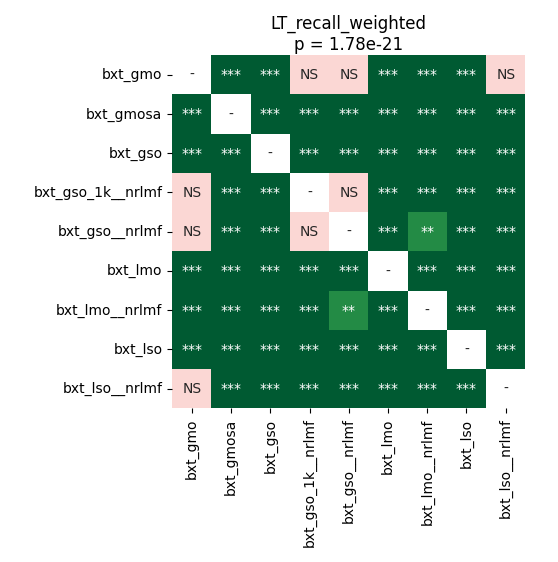 LT_recall_weighted
p = 1.78e-21
bxt_gmo - *** *** NS NS *** *** *** NS
bxt_gmosa *** - *** *** *** *** *** *** ***
bxt_gso *** *** - *** *** *** *** *** ***
bxt_gso_1k__nrlmf NS *** *** - NS *** *** *** ***
bxt_gso__nrlmf NS *** *** NS - *** ** *** ***
bxt_lmo *** *** *** *** *** - *** *** ***
bxt_lmo__nrlmf *** *** *** *** ** *** - *** ***
bxt_lso *** *** *** *** *** *** *** - ***
bxt_lso__nrlmf NS *** *** *** *** *** *** *** -
bxt_gmo
bxt_gmosa
bxt_gso
bxt_gso_1k__nrlmf
bxt_gso__nrlmf
bxt_lmo
bxt_lmo__nrlmf
bxt_lso
bxt_lso__nrlmf